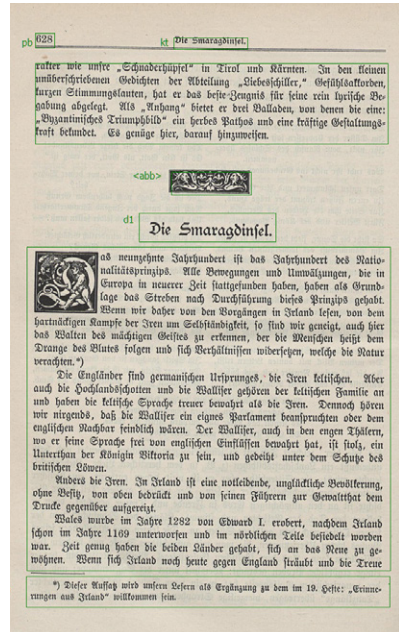 pb 628 kt Die Smaragdinsel.
rakter wie unsre „Schnaderhüpfel“ in Tirol und Kärnten. In den kleinen
unüberschriebenen Gedichten der Abteilung „Liebesschiller,“ Gefühlsakkorden,
kurzen Stimmungslauten, hat er das beste Zeugnis für seine rein lyrische Be-
gabung abgelegt. Als „Anhang“ bietet er drei Balladen, von denen die eine:
„Byzantinisches Triumphbild“ ein herbes Pathos und eine kräftige Gestaltungs-
kraft bekundet. Es genüge hier, darauf hinzuweisen.
<abb>
d1
Die Smaragdinsel.
Das neunzehnte Jahrhundert ist das Jahrhundert des Natio-
nalitätsprinzips. Alle Bewegungen und Umwälzungen, die in
Europa in neuerer Zeit stattgefunden haben, haben als Grund-
lage das Streben nach Durchführung dieses Prinzips gehabt.
Wenn wir daher von den Vorgängen in Irland lesen, von dem
hartnäckigen Kampfe der Iren um Selbständigkeit, so sind wir geneigt, auch hier
das Walten des mächtigen Geistes zu erkennen, der die Menschen heißt dem
Drange des Blutes folgen und sich Verhältnissen widersetzen, welche die Natur
verachten.*)
Die Engländer sind germanischen Ursprunges, die Iren keltischen. Aber
auch die Hochlandsschotten und die Walliser gehören der keltischen Familie an
und haben die keltische Sprache treuer bewahrt als die Iren. Dennoch hören
wir nirgends, daß die Walliser ein eignes Parlament beanspruchten oder dem
englischen Nachbar feindlich wären. Der Walliser, auch in den engen Thälern,
wo er seine Sprache frei von englischen Einflüssen bewahrt hat, ist stolz, ein
Unterthan der Königin Viktoria zu sein, und gedeiht unter dem Schutze des
britischen Löwen.
Anders die Iren. In Irland ist eine notleidende, unglückliche Bevölkerung,
ohne Besitz, von oben bedrückt und von seinen Führern zur Gewaltthat dem
Drucke gegenüber aufgereizt.
Wales wurde im Jahre 1282 von Edward I. erobert, nachdem Irland
schon im Jahre 1169 unterworfen und im nördlichen Teile besiedelt worden
war. Zeit genug haben die beiden Länder gehabt, sich an das Neue zu ge-
wöhnen. Wenn sich Irland noch heute gegen England sträubt und die Treue
*) Dieser Aufsatz wird unsern Lesern als Ergänzung zu dem im 19. Hefte: „Erinne-
rungen aus Irland“ willkommen sein.